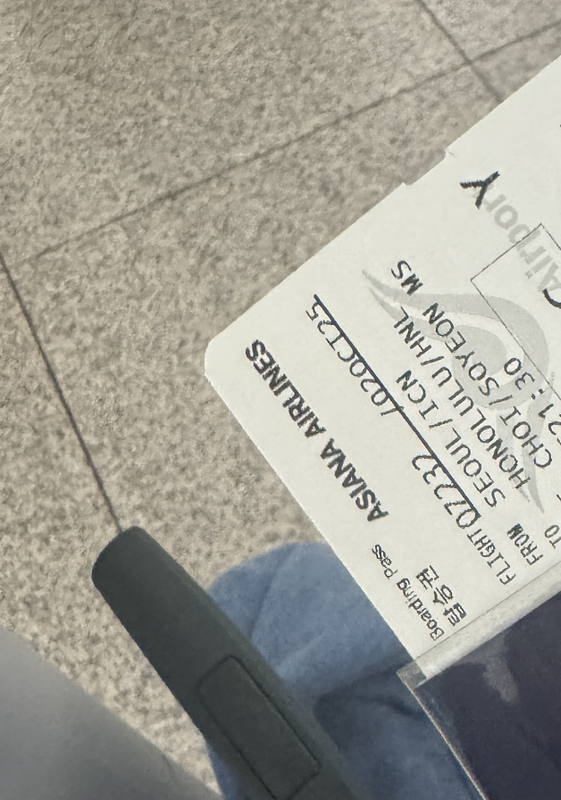 ASIANA AIRLINES
Boarding Pass
탑승권
FLIGHT OZ232 /02OCT25
FROM SEOUL/ICN
TO HONOLULU/HNL
CHOI/SOYEON MS
21:30
Y
Airport